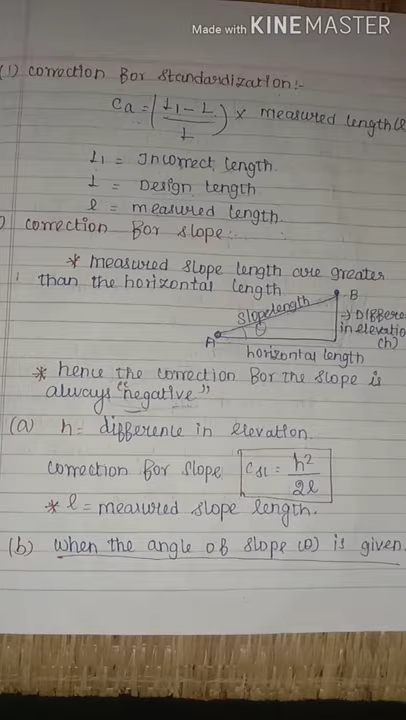 Made with KINEMASTER
(1) correction for standardization:-
Ca = (L1 - L / L) × measured length (l
L1 = Incorrect length.
L = Design length.
l = measured length.
correction for slope:
* measured slope length are greater
than the horizontal length
B
slope length
-> Differe
in elevatio
(h)
θ
A
horizontal length
* hence the correction for the slope is
always "negative"
(a) h = difference in elevation.
correction for slope Csl = h²/2l
* l = measured slope length.
(b) when the angle of slope (θ) is given.